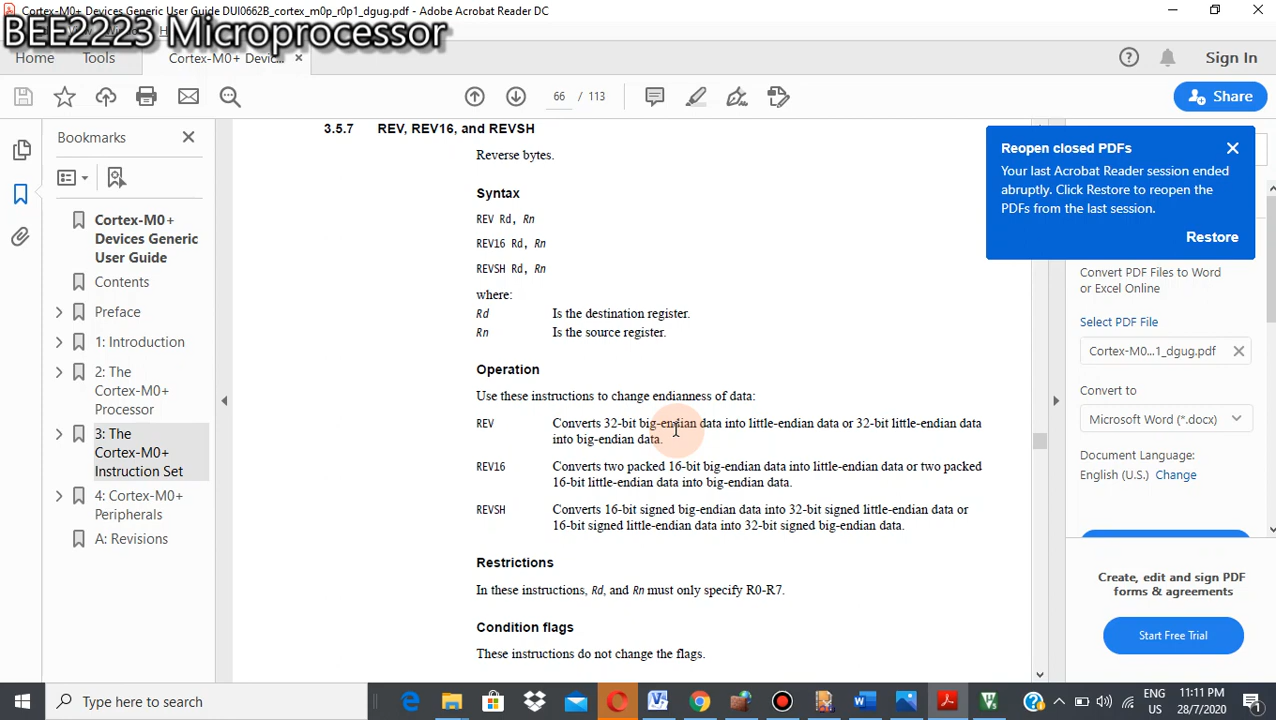 Cortex-M0+ Devices Generic User Guide DUI0662B_cortex_m0p_r0p1_dgug.pdf - Adobe Acrobat Reader DC
BEE2223 Microprocessor
Home
Tools
Cortex-M0+ Devic...
Sign In
66 / 113
Share
Bookmarks
Cortex-M0+
Devices Generic
User Guide
Contents
Preface
1: Introduction
2: The
Cortex-M0+
Processor
3: The
Cortex-M0+
Instruction Set
4: Cortex-M0+
Peripherals
A: Revisions
3.5.7 REV, REV16, and REVSH
Reverse bytes.
Syntax
REV Rd, Rn
REV16 Rd, Rn
REVSH Rd, Rn
where:
Rd Is the destination register.
Rn Is the source register.
Operation
Use these instructions to change endianness of data:
REV Converts 32-bit big-endian data into little-endian data or 32-bit little-endian data
into big-endian data.
REV16 Converts two packed 16-bit big-endian data into little-endian data or two packed
16-bit little-endian data into big-endian data.
REVSH Converts 16-bit signed big-endian data into 32-bit signed little-endian data or
16-bit signed little-endian data into 32-bit signed big-endian data.
Restrictions
In these instructions, Rd, and Rn must only specify R0-R7.
Condition flags
These instructions do not change the flags.
Reopen closed PDFs
Your last Acrobat Reader session ended
abruptly. Click Restore to reopen the
PDFs from the last session.
Restore
Convert PDF Files to Word
or Excel Online
Select PDF File
Cortex-M0...1_dgug.pdf
Convert to
Microsoft Word (*.docx)
Document Language:
English (U.S.) Change
Create, edit and sign PDF
forms & agreements
Start Free Trial
Type here to search
ENG
US
11:11 PM
28/7/2020
1